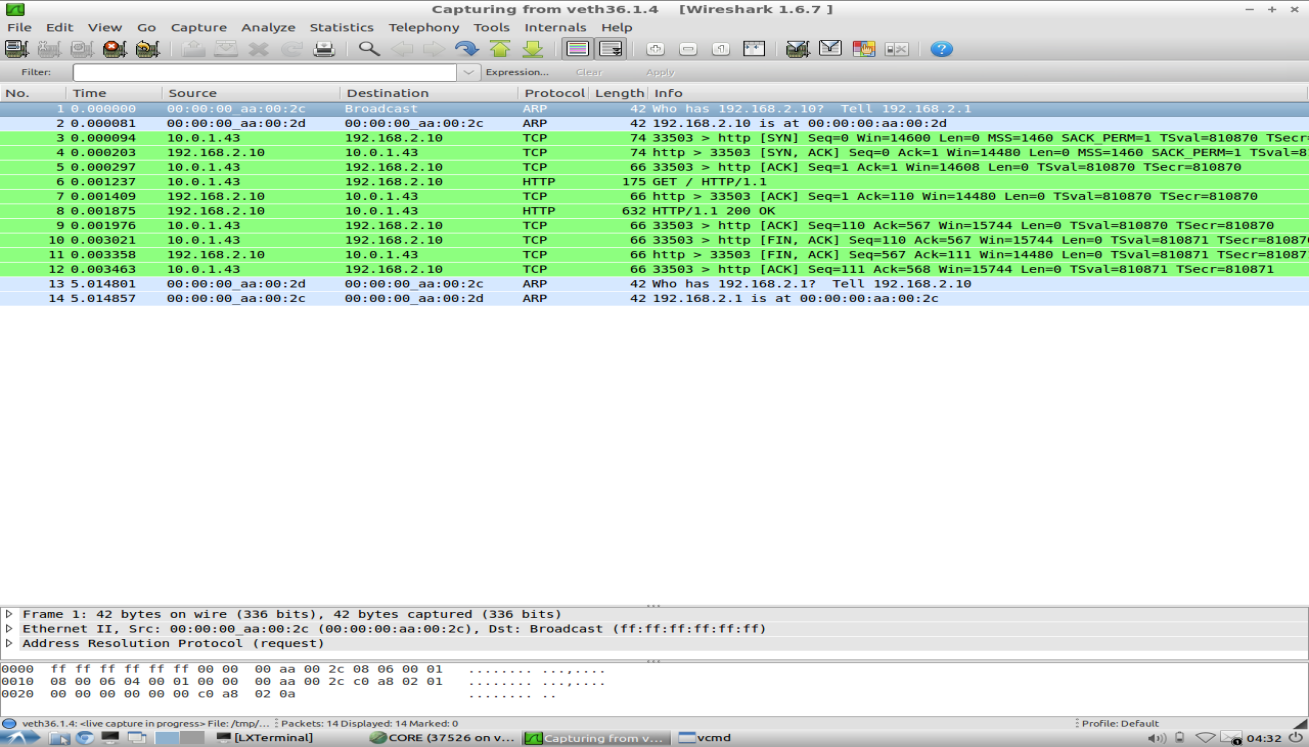 Capturing from veth36.1.4 [Wireshark 1.6.7 ]
File Edit View Go Capture Analyze Statistics Telephony Tools Internals Help
Filter: Expression... Clear Apply
No. Time Source Destination Protocol Length Info
1 0.000000 00:00:00_aa:00:2c Broadcast ARP 42 Who has 192.168.2.10? Tell 192.168.2.1
2 0.000081 00:00:00_aa:00:2d 00:00:00_aa:00:2c ARP 42 192.168.2.10 is at 00:00:00:aa:00:2d
3 0.000094 10.0.1.43 192.168.2.10 TCP 74 33503 > http [SYN] Seq=0 Win=14600 Len=0 MSS=1460 SACK_PERM=1 TSval=810870 TSecr=
4 0.000203 192.168.2.10 10.0.1.43 TCP 74 http > 33503 [SYN, ACK] Seq=0 Ack=1 Win=14480 Len=0 MSS=1460 SACK_PERM=1 TSval=8
5 0.000297 10.0.1.43 192.168.2.10 TCP 66 33503 > http [ACK] Seq=1 Ack=1 Win=14608 Len=0 TSval=810870 TSecr=810870
6 0.001237 10.0.1.43 192.168.2.10 HTTP 175 GET / HTTP/1.1
7 0.001409 192.168.2.10 10.0.1.43 TCP 66 http > 33503 [ACK] Seq=1 Ack=110 Win=14480 Len=0 TSval=810870 TSecr=810870
8 0.001875 192.168.2.10 10.0.1.43 HTTP 632 HTTP/1.1 200 OK
9 0.001976 10.0.1.43 192.168.2.10 TCP 66 33503 > http [ACK] Seq=110 Ack=567 Win=15744 Len=0 TSval=810870 TSecr=810870
10 0.003021 10.0.1.43 192.168.2.10 TCP 66 33503 > http [FIN, ACK] Seq=110 Ack=567 Win=15744 Len=0 TSval=810871 TSecr=81087
11 0.003358 192.168.2.10 10.0.1.43 TCP 66 http > 33503 [FIN, ACK] Seq=567 Ack=111 Win=14480 Len=0 TSval=810871 TSecr=81087
12 0.003463 10.0.1.43 192.168.2.10 TCP 66 33503 > http [ACK] Seq=111 Ack=568 Win=15744 Len=0 TSval=810871 TSecr=810871
13 5.014801 00:00:00_aa:00:2d 00:00:00_aa:00:2c ARP 42 Who has 192.168.2.1? Tell 192.168.2.10
14 5.014857 00:00:00_aa:00:2c 00:00:00_aa:00:2d ARP 42 192.168.2.1 is at 00:00:00:aa:00:2c
Frame 1: 42 bytes on wire (336 bits), 42 bytes captured (336 bits)
Ethernet II, Src: 00:00:00_aa:00:2c (00:00:00:aa:00:2c), Dst: Broadcast (ff:ff:ff:ff:ff:ff)
Address Resolution Protocol (request)
0000 ff ff ff ff ff ff 00 00 00 aa 00 2c 08 06 00 01 ........ ...,....
0010 08 00 06 04 00 01 00 00 00 aa 00 2c c0 a8 02 01 ........ ...,....
0020 00 00 00 00 00 00 c0 a8 02 0a ........ ..
veth36.1.4: <live capture in progress> File: /tmp/... Packets: 14 Displayed: 14 Marked: 0 Profile: Default
[LXTerminal] CORE (37526 on v... Capturing from v... vcmd 04:32